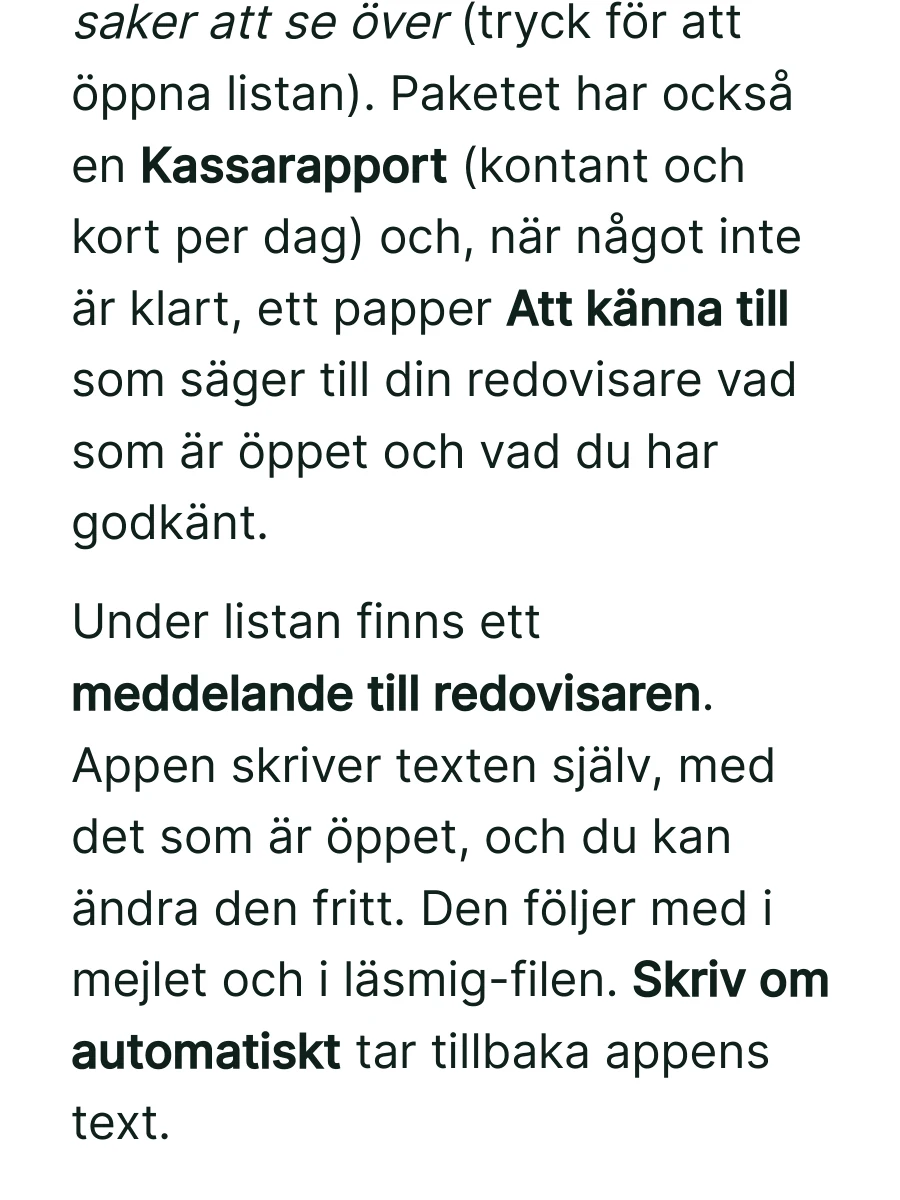 saker att se över (tryck för att
öppna listan). Paketet har också
en Kassarapport (kontant och
kort per dag) och, när något inte
är klart, ett papper Att känna till
som säger till din redovisare vad
som är öppet och vad du har
godkänt.
Under listan finns ett
meddelande till redovisaren.
Appen skriver texten själv, med
det som är öppet, och du kan
ändra den fritt. Den följer med i
mejlet och i läsmig-filen. Skriv om
automatiskt tar tillbaka appens
text.